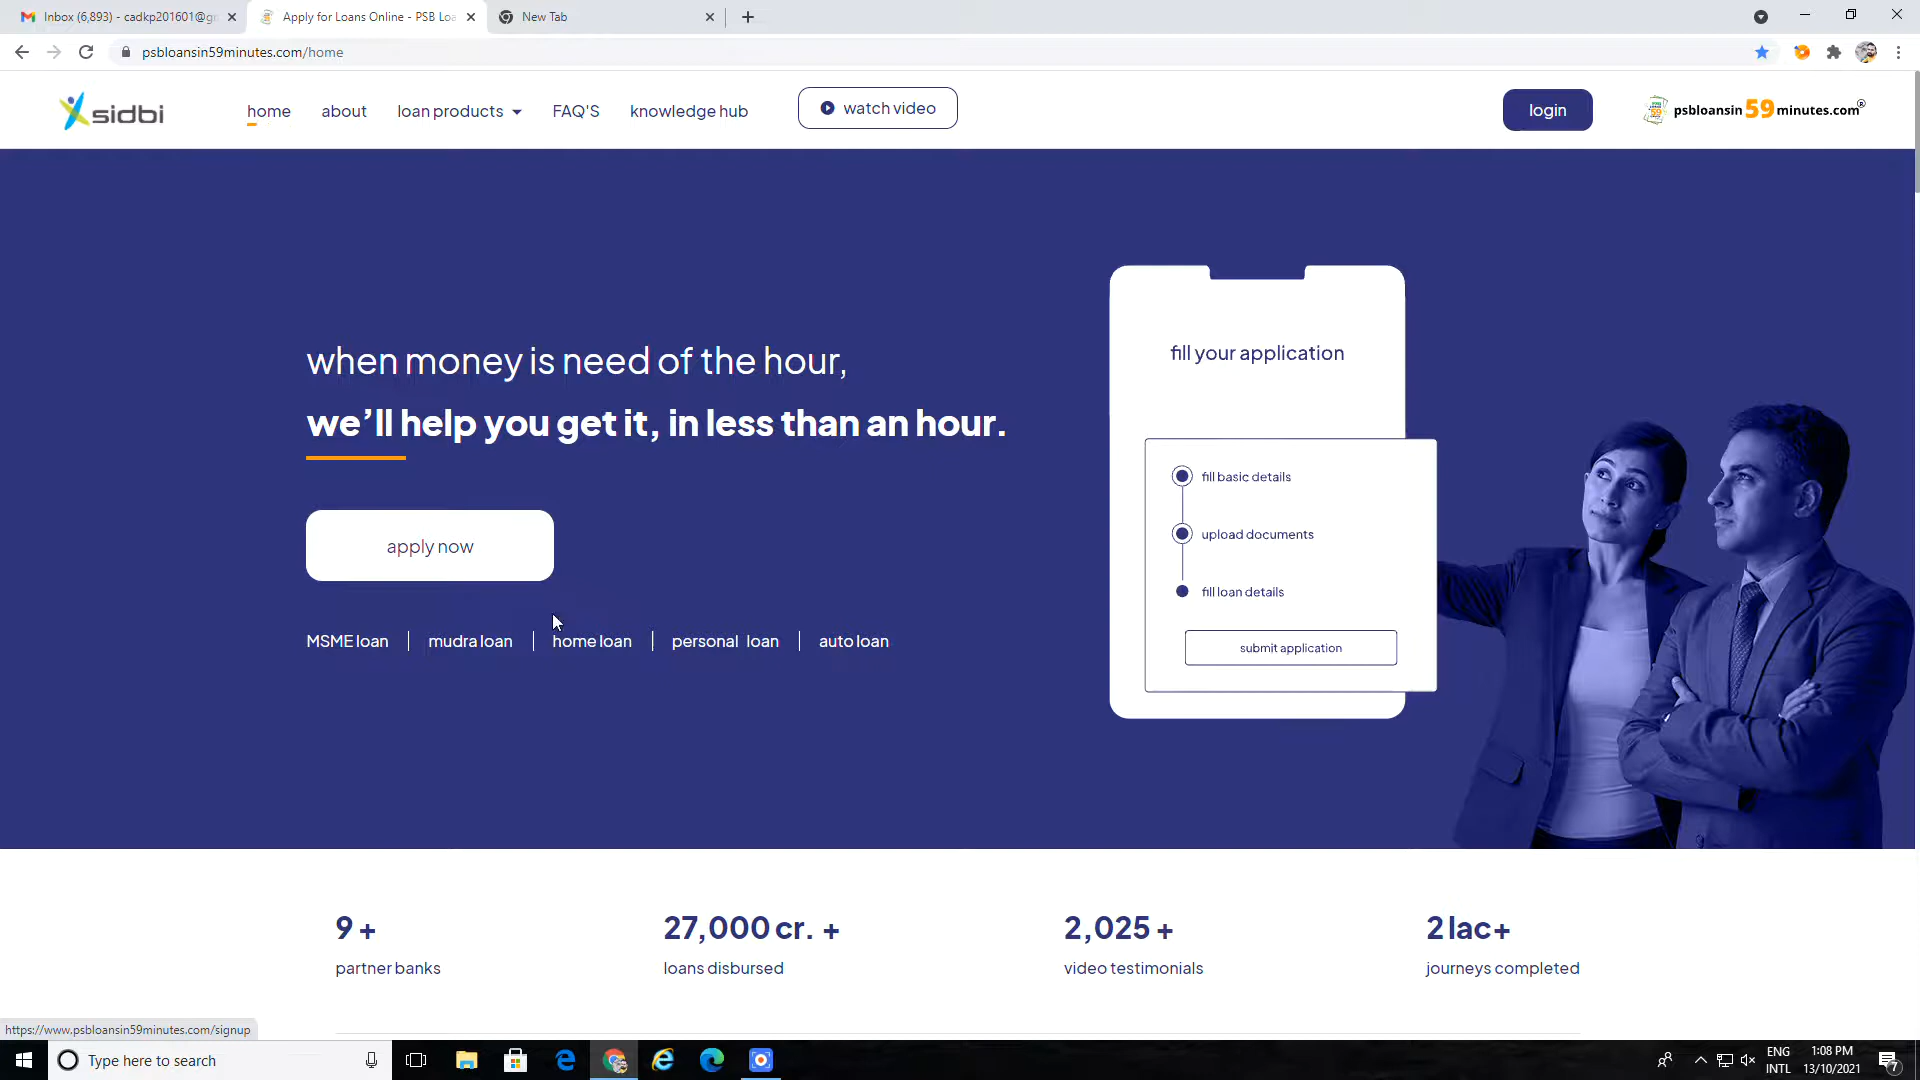 Inbox (6,893) - cadkp201601@g
Apply for Loans Online - PSB Loa
New Tab
psbloansin59minutes.com/home
sidbi
home
about
loan products
FAQ'S
knowledge hub
watch video
login
psbloansin59minutes.com®
when money is need of the hour,
we'll help you get it, in less than an hour.
apply now
MSME loan
mudra loan
home loan
personal loan
auto loan
fill your application
fill basic details
upload documents
fill loan details
submit application
9 +
partner banks
27,000 cr. +
loans disbursed
2,025 +
video testimonials
2 lac+
journeys completed
https://www.psbloansin59minutes.com/signup
Type here to search
ENG
INTL
1:08 PM
13/10/2021
7